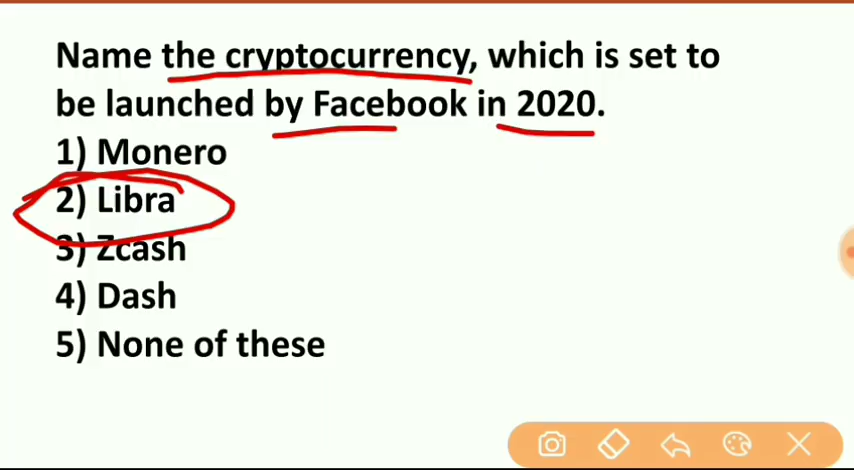 Name the cryptocurrency, which is set to
be launched by Facebook in 2020.
1) Monero
2) Libra
3) Zcash
4) Dash
5) None of these